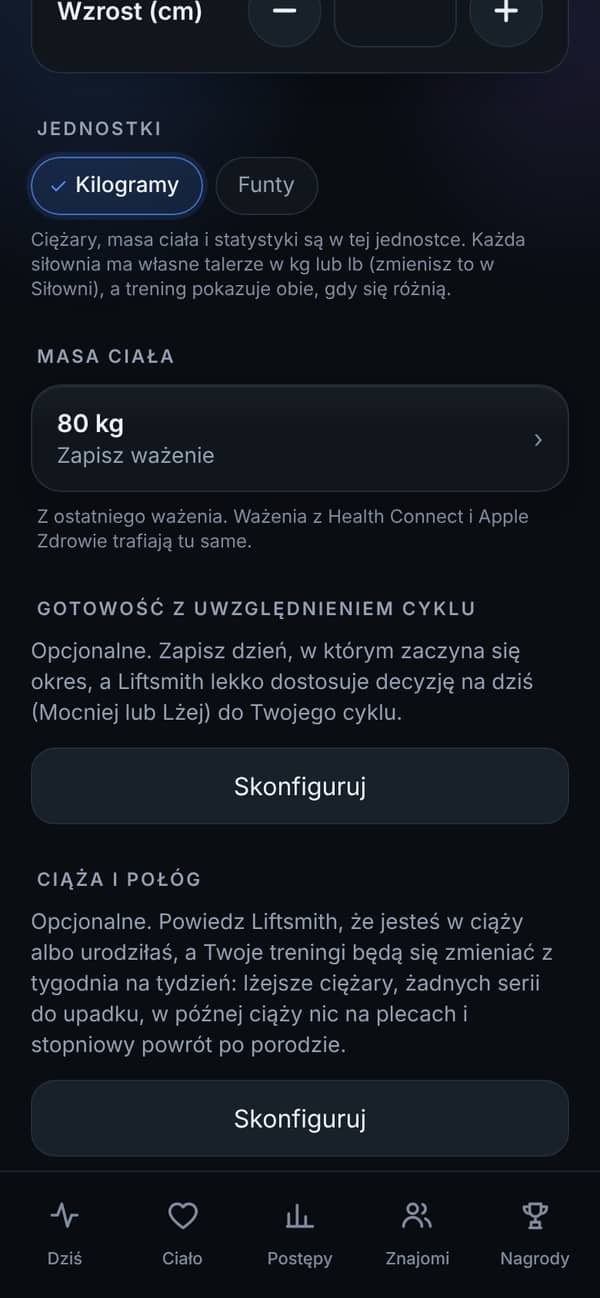 Wzrost (cm)
JEDNOSTKI
Kilogramy
Funty
Ciężary, masa ciała i statystyki są w tej jednostce. Każda
siłownia ma własne talerze w kg lub lb (zmienisz to w
Siłowni), a trening pokazuje obie, gdy się różnią.
MASA CIAŁA
80 kg
Zapisz ważenie
Z ostatniego ważenia. Ważenia z Health Connect i Apple
Zdrowie trafiają tu same.
GOTOWOŚĆ Z UWZGLĘDNIENIEM CYKLU
Opcjonalne. Zapisz dzień, w którym zaczyna się
okres, a Liftsmith lekko dostosuje decyzję na dziś
(Mocniej lub Lżej) do Twojego cyklu.
Skonfiguruj
CIĄŻA I POŁÓG
Opcjonalne. Powiedz Liftsmith, że jesteś w ciąży
albo urodziłaś, a Twoje treningi będą się zmieniać z
tygodnia na tydzień: lżejsze ciężary, żadnych serii
do upadku, w późnej ciąży nic na plecach i
stopniowy powrót po porodzie.
Skonfiguruj
Dziś
Ciało
Postępy
Znajomi
Nagrody